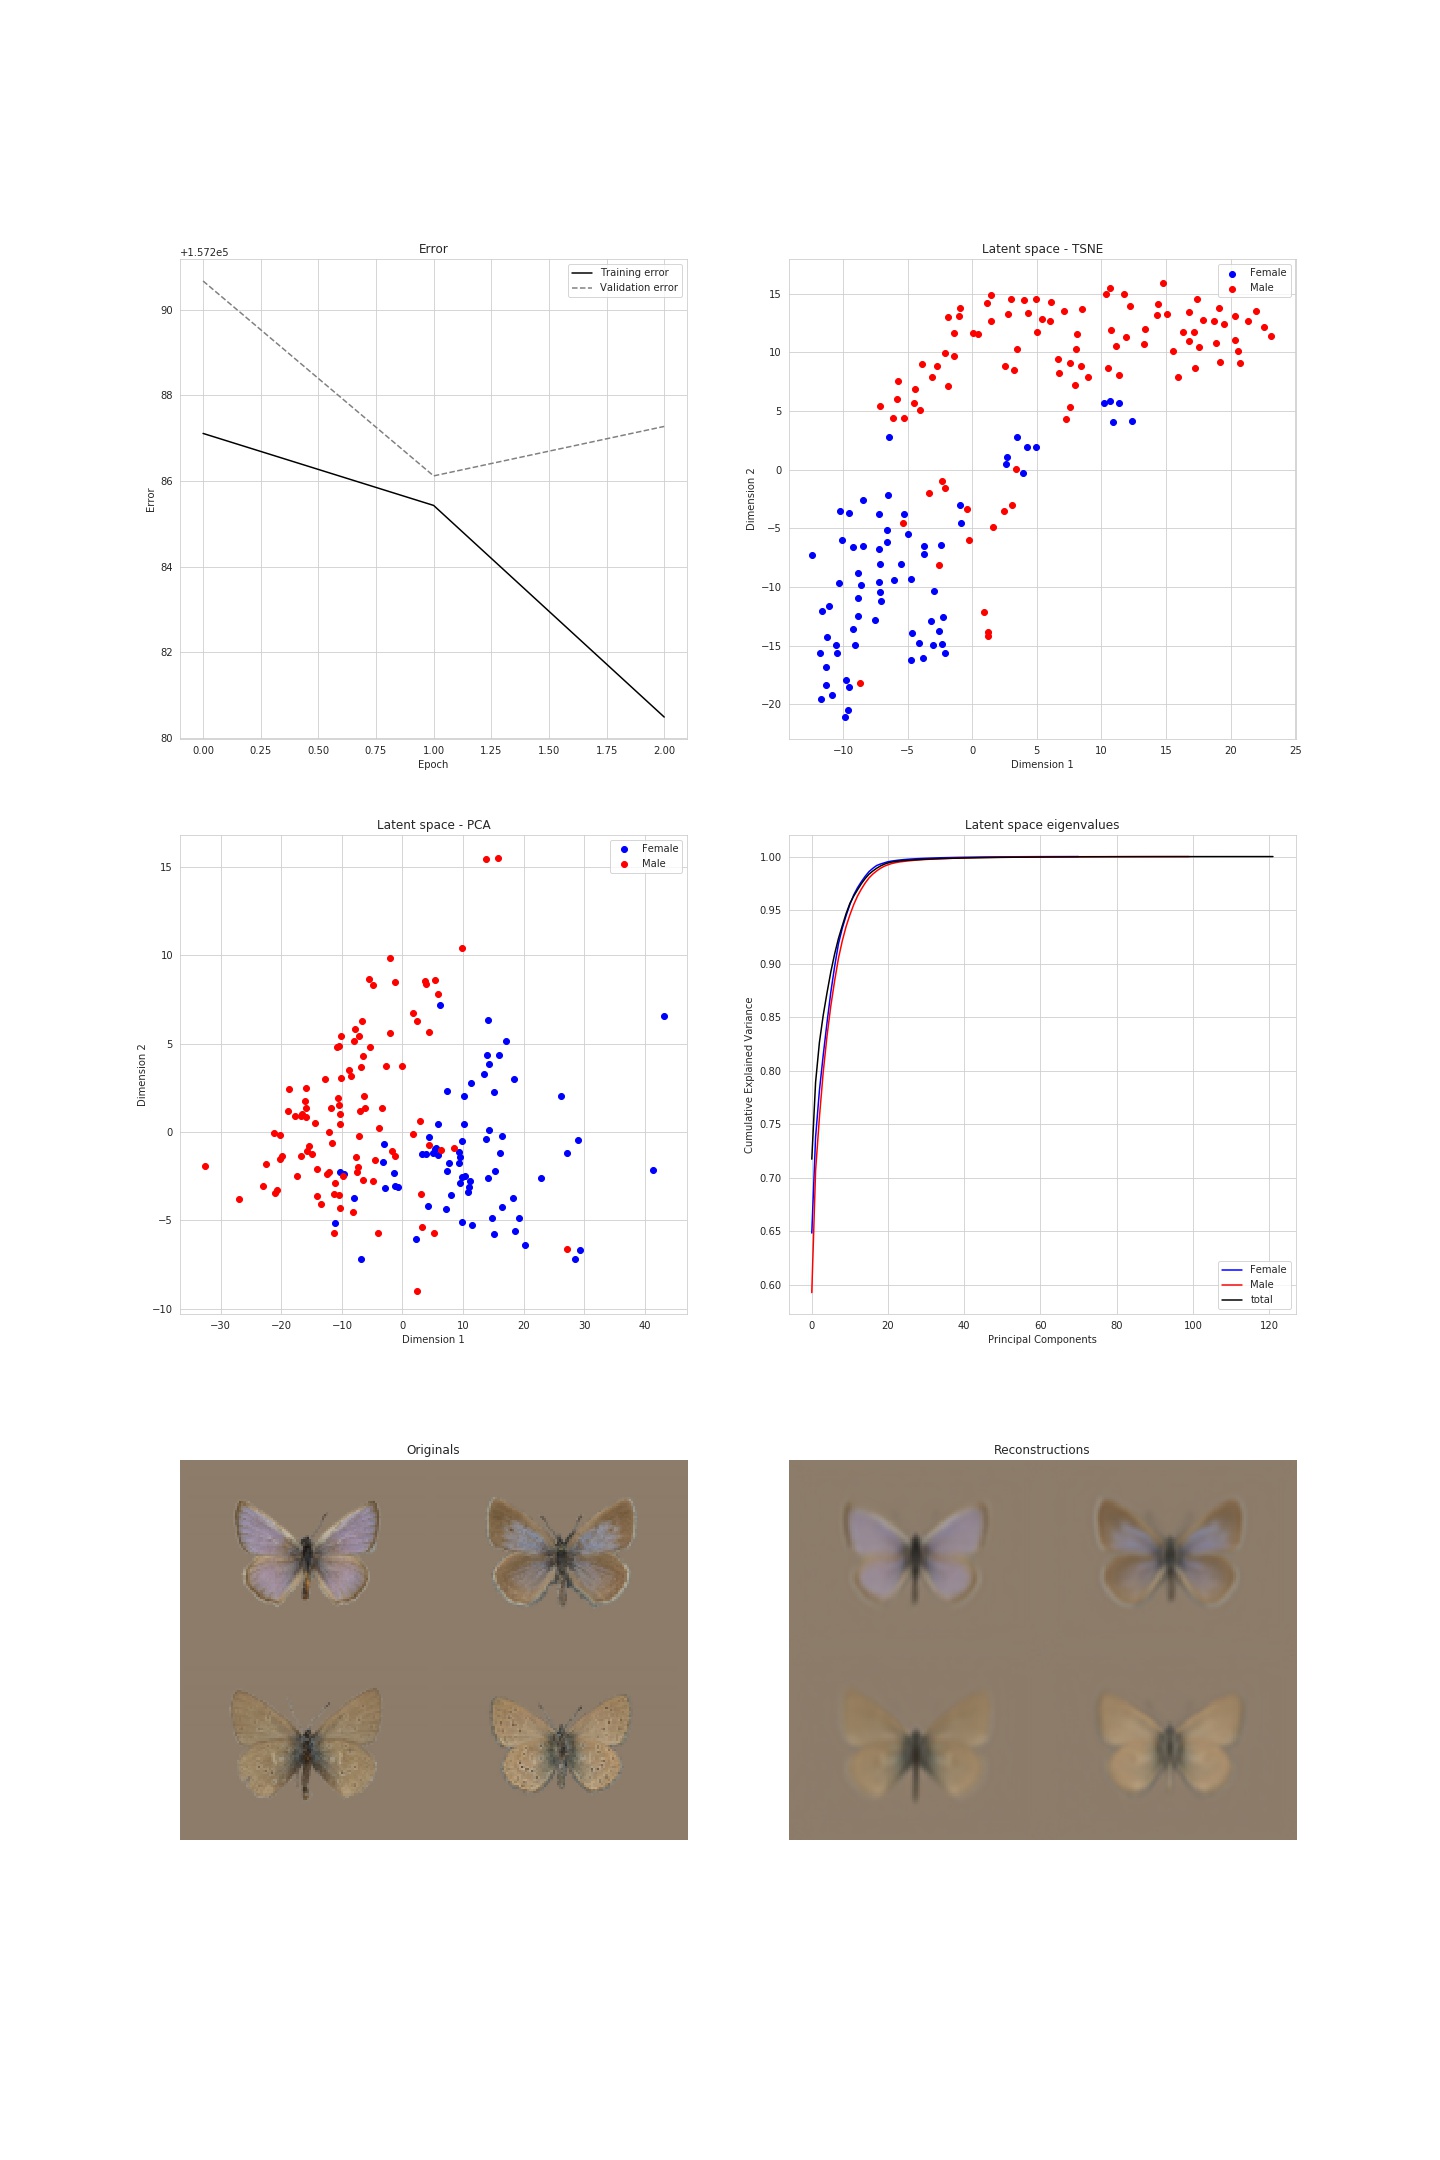 Error
+1.572e5
Training error
Validation error
90
88
86
84
82
80
Error
0.00 0.25 0.50 0.75 1.00 1.25 1.50 1.75 2.00
Epoch
Latent space - TSNE
Female
Male
15
10
5
0
−5
−10
−15
−20
Dimension 2
−10 −5 0 5 10 15 20 25
Dimension 1
Latent space - PCA
Female
Male
15
10
5
0
−5
−10
Dimension 2
−30 −20 −10 0 10 20 30 40
Dimension 1
Latent space eigenvalues
1.00
0.95
0.90
0.85
0.80
0.75
0.70
0.65
0.60
Cumulative Explained Variance
Female
Male
total
0 20 40 60 80 100 120
Principal Components
Originals
Reconstructions